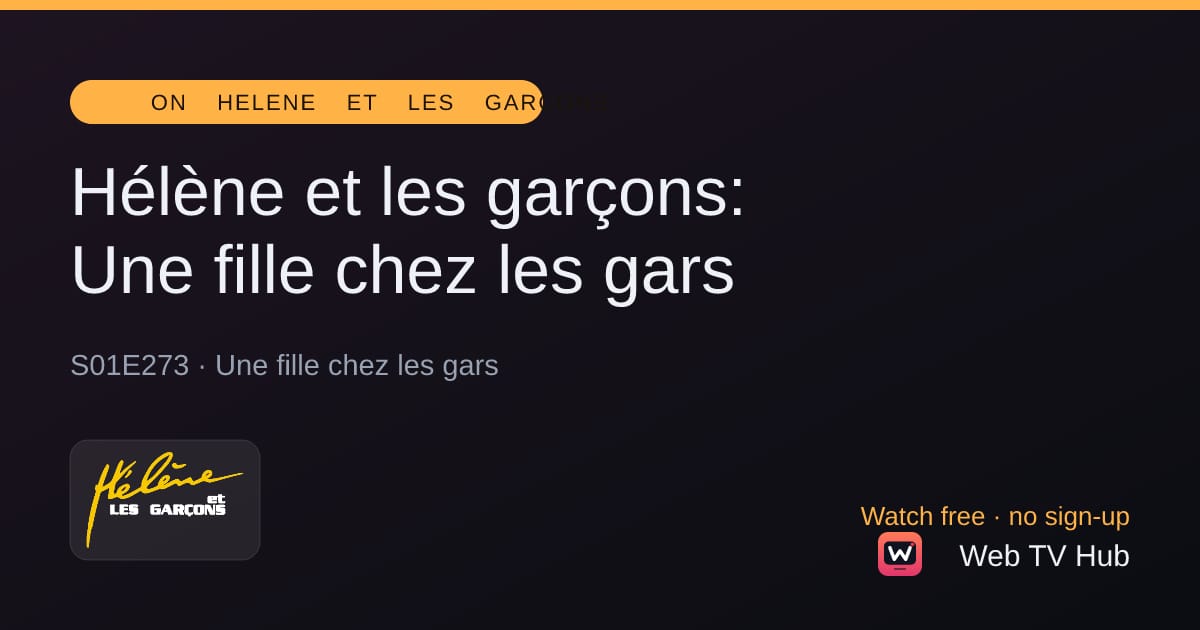 ON HELENE ET LES GARCONS
Hélène et les garçons:
Une fille chez les gars
S01E273 · Une fille chez les gars
Hélène
et
LES GARÇONS
Watch free · no sign-up
W
Web TV Hub